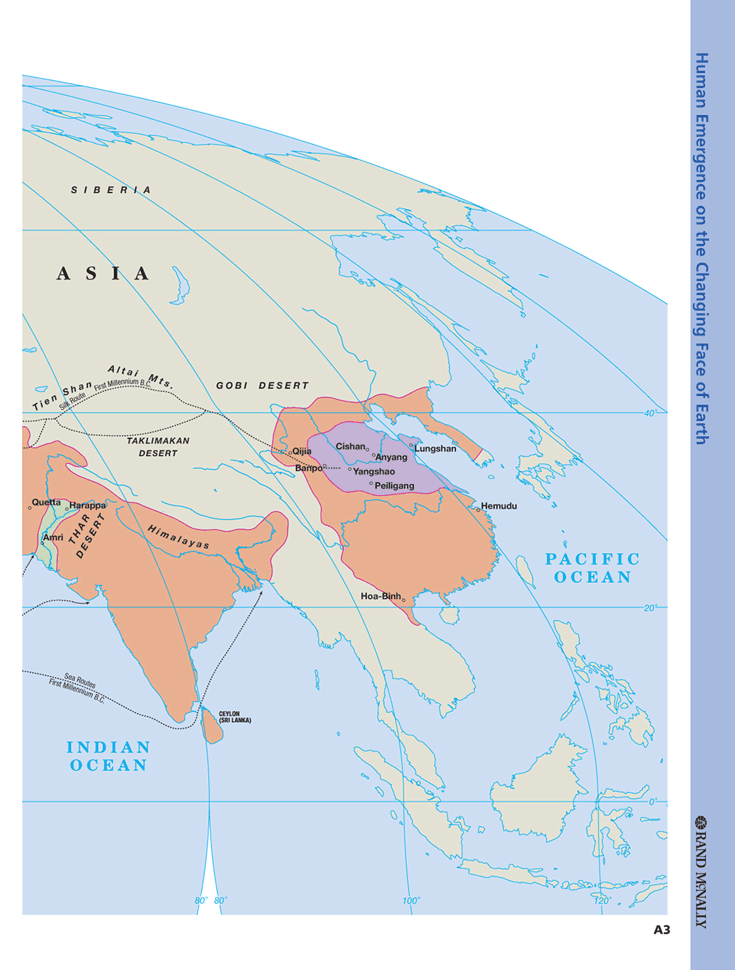 Human Emergence on the Changing Face of Earth
SIBERIA
ASIA
Altai Mts.
Tien Shan
First Millennium B.C.
Silk Route
GOBI DESERT
40°
TAKLIMAKAN
DESERT
Cishan
Lungshan
Qijia
Anyang
Banpo
Yangshao
Peiligang
Quetta
Harappa
Hemudu
THAR
DESERT
Amri
Himalayas
PACIFIC
OCEAN
Hoa-Binh
20°
Sea Routes
First Millennium B.C.
CEYLON
(SRI LANKA)
INDIAN
OCEAN
0°
80°
80°
100°
120°
RAND McNALLY
A3